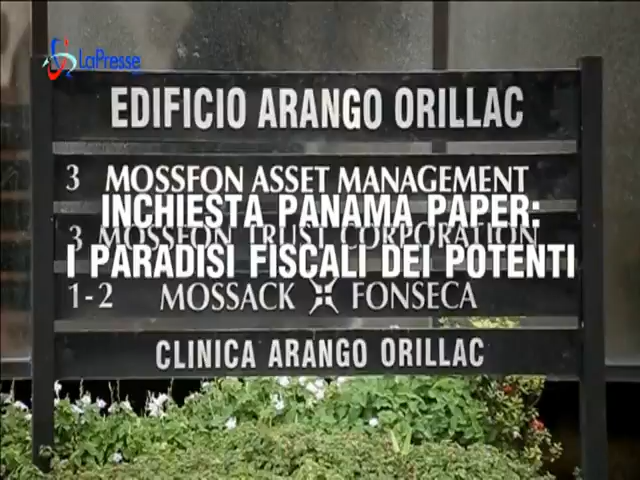 LaPresse
EDIFICIO ARANGO ORILLAC
3 MOSSFON ASSET MANAGEMENT
INCHIESTA PANAMA PAPER:
3 MOSSFON TRUST CORPORATION
I PARADISI FISCALI DEI POTENTI
1-2 MOSSACK FONSECA
CLINICA ARANGO ORILLAC